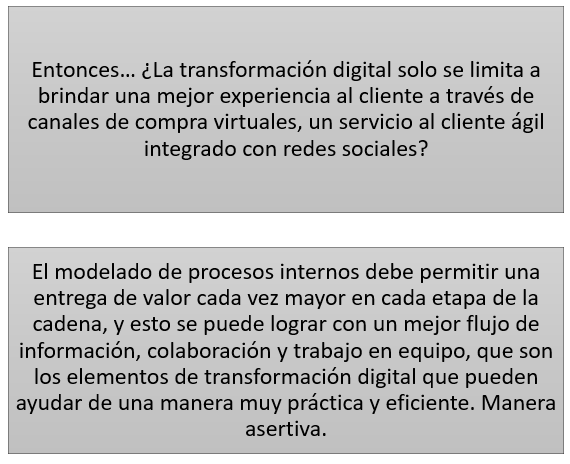 Entonces… ¿La transformación digital solo se limita a
brindar una mejor experiencia al cliente a través de
canales de compra virtuales, un servicio al cliente ágil
integrado con redes sociales?
El modelado de procesos internos debe permitir una
entrega de valor cada vez mayor en cada etapa de la
cadena, y esto se puede lograr con un mejor flujo de
información, colaboración y trabajo en equipo, que son
los elementos de transformación digital que pueden
ayudar de una manera muy práctica y eficiente. Manera
asertiva.